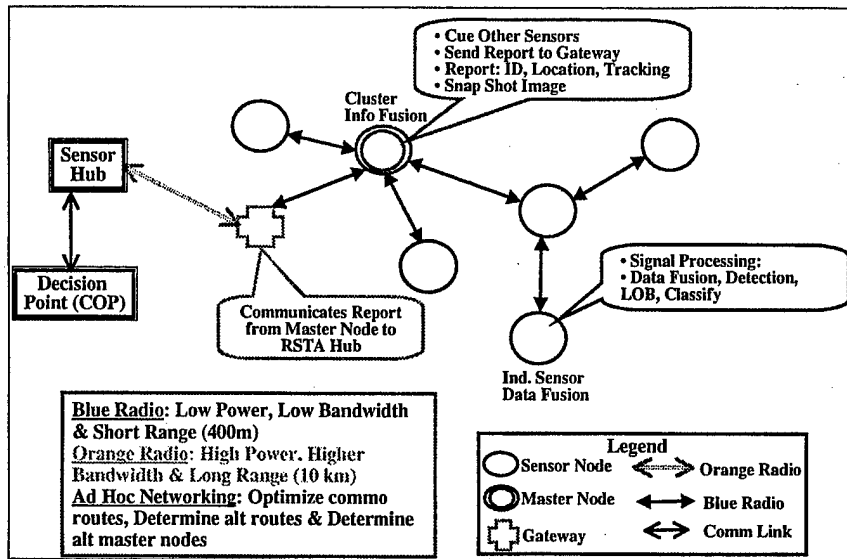 • Cue Other Sensors
• Send Report to Gateway
• Report: ID, Location, Tracking
• Snap Shot Image
Cluster
Info Fusion
Sensor
Hub
Decision
Point (COP)
Communicates Report
from Master Node to
RSTA Hub
• Signal Processing:
• Data Fusion, Detection,
LOB, Classify
Ind. Sensor
Data Fusion
Blue Radio: Low Power, Low Bandwidth
& Short Range (400m)
Orange Radio: High Power. Higher
Bandwidth & Long Range (10 km)
Ad Hoc Networking: Optimize commo
routes, Determine alt routes & Determine
alt master nodes
Legend
Sensor Node
Orange Radio
Master Node
Blue Radio
Gateway
Comm Link